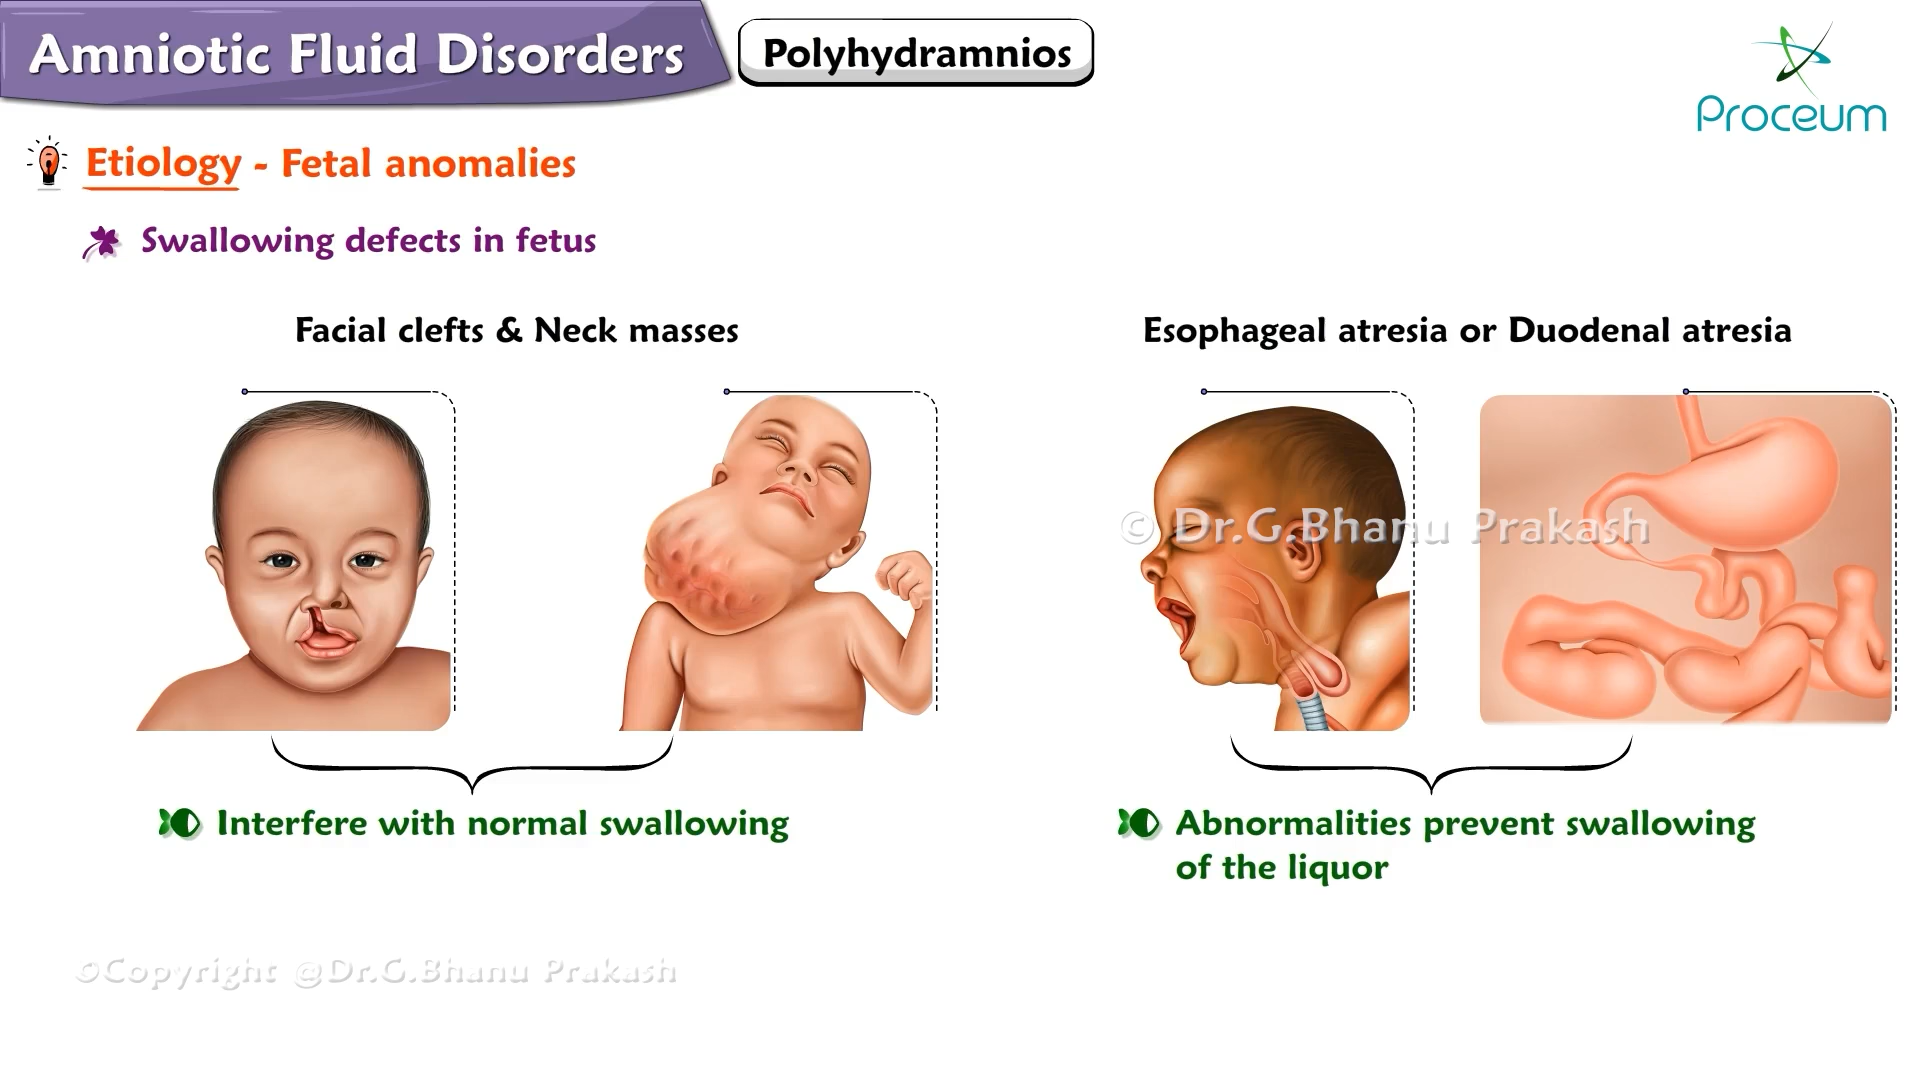 Amniotic Fluid Disorders
Polyhydramnios
Proceum
Etiology - Fetal anomalies
Swallowing defects in fetus
Facial clefts & Neck masses
Esophageal atresia or Duodenal atresia
© Dr.G.Bhanu Prakash
Interfere with normal swallowing
Abnormalities prevent swallowing
of the liquor
©Copyright @Dr.G.Bhanu Prakash